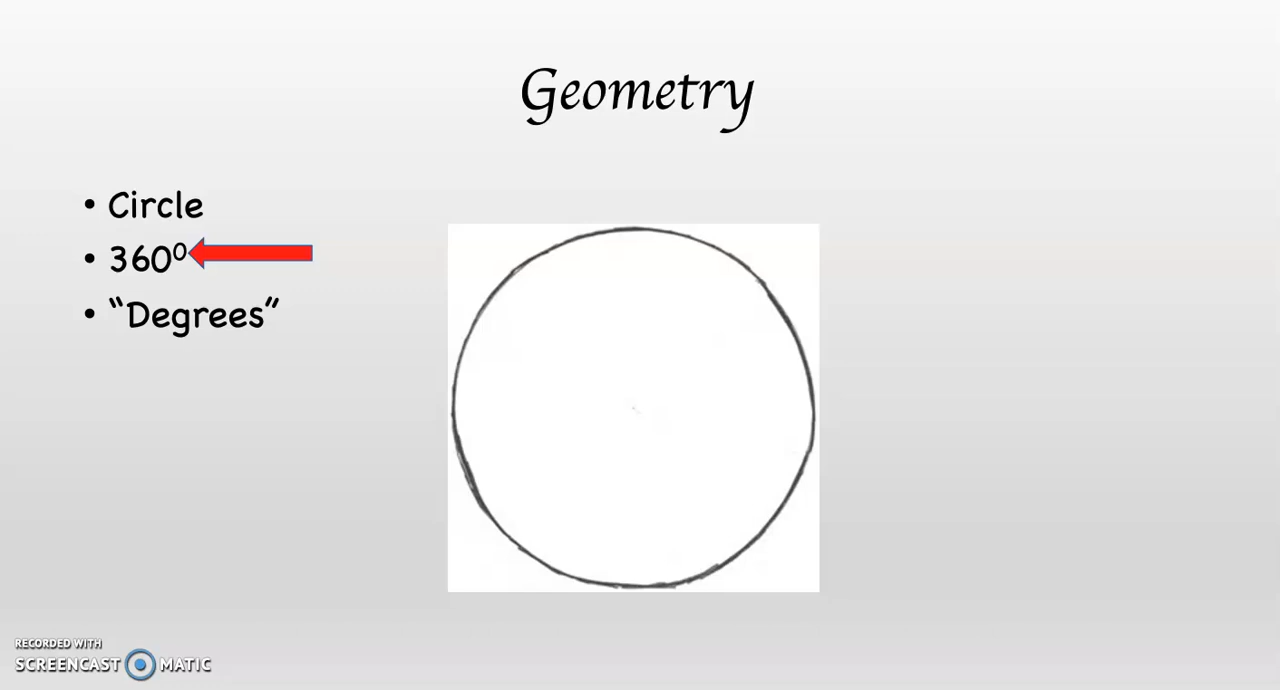 Geometry
• Circle
• 360⁰
• “Degrees”
RECORDED WITH
SCREENCAST MATIC